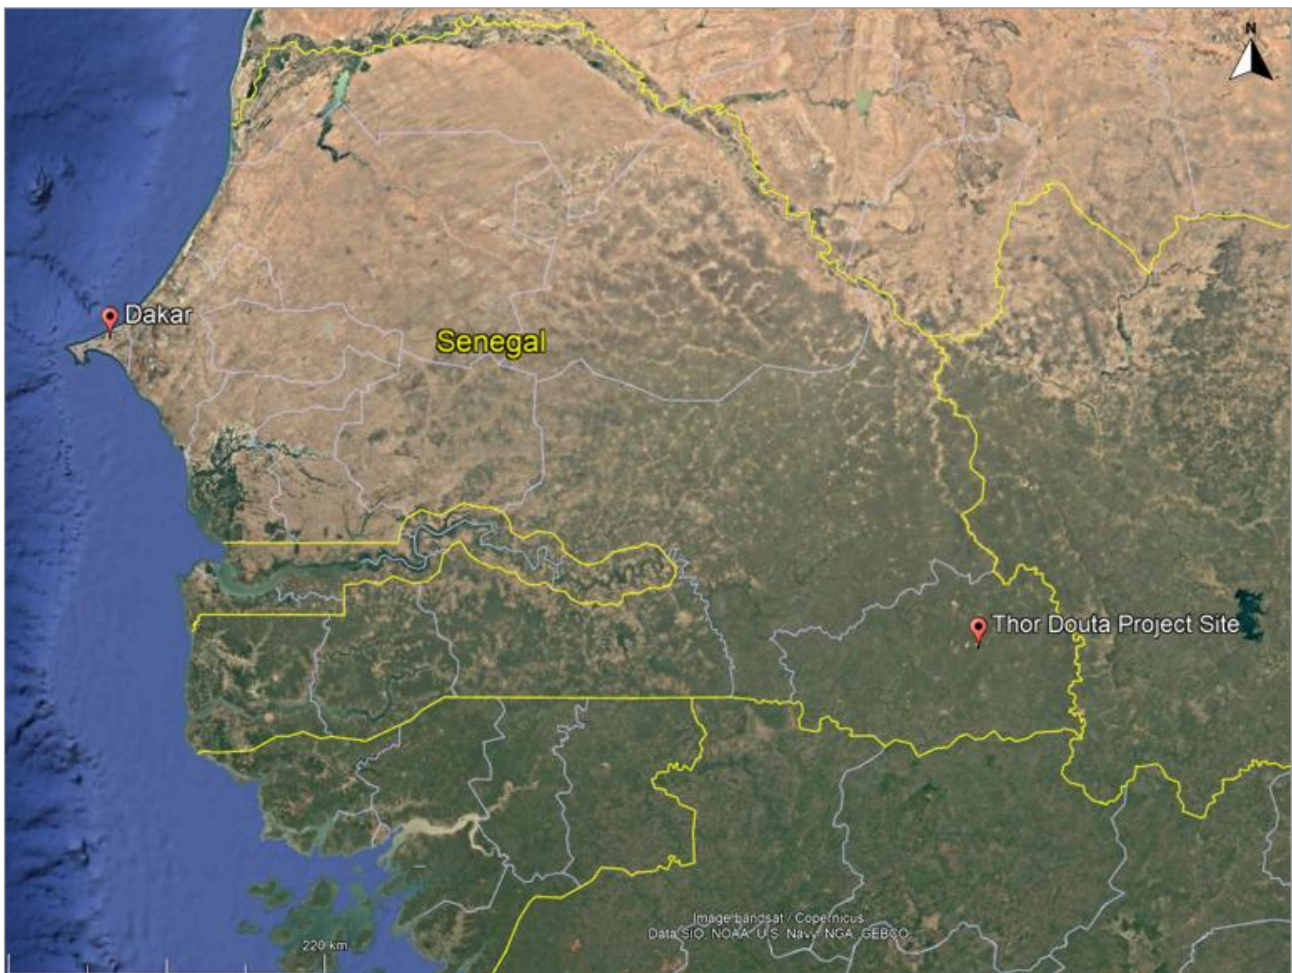 N
Dakar
Senegal
Thor Douta Project Site
Image Landsat / Copernicus
Data SIO, NOAA, U.S. Navy, NGA, GEBCO
220 km